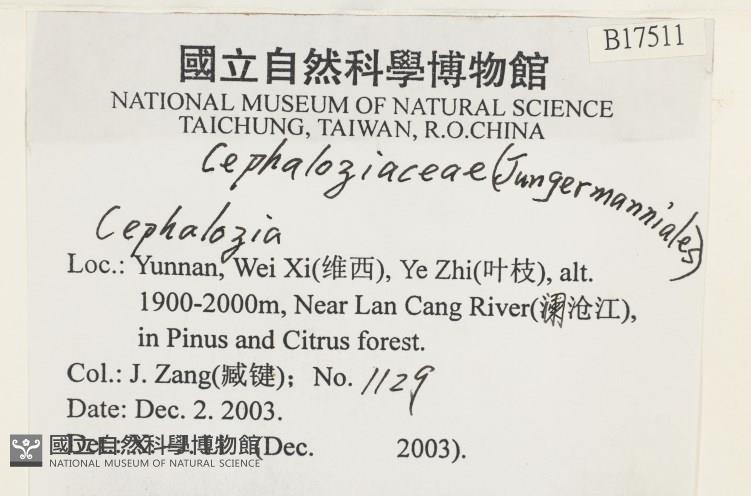 B17511
國立自然科學博物館
NATIONAL MUSEUM OF NATURAL SCIENCE
TAICHUNG, TAIWAN, R.O.CHINA
Cephaloziaceae (Jungermanniales)
Cephalozia
Loc.: Yunnan, Wei Xi(维西), Ye Zhi(叶枝), alt.
1900-2000m, Near Lan Cang River(澜沧江),
in Pinus and Citrus forest.
Col.: J. Zang(臧键); No. 1129
Date: Dec. 2. 2003.
(Dec. 2003).
國立自然科學博物館
NATIONAL MUSEUM OF NATURAL SCIENCE